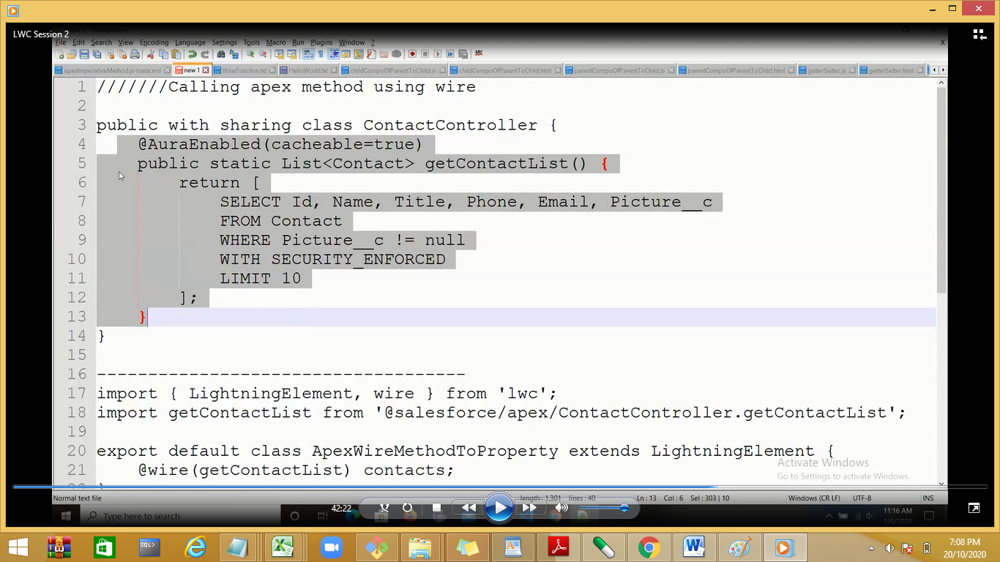 LWC Session 2
File Edit Search View Encoding Language Settings Tools Macro Run Plugins Window ? X
apexImperativeMethod.js-meta.xml new 1 WireFunction.txt HelloWorld.txt childCompoOfParentToChild.js childCompoOfParentToChild.html parentCompoOfParentToChild.js parentCompoOfParentToChild.html getterSetter.js getterSetter.html
1 ///////Calling apex method using wire
2
3 public with sharing class ContactController {
4 @AuraEnabled(cacheable=true)
5 public static List<Contact> getContactList() {
6 return [
7 SELECT Id, Name, Title, Phone, Email, Picture__c
8 FROM Contact
9 WHERE Picture__c != null
10 WITH SECURITY_ENFORCED
11 LIMIT 10
12 ];
13 }
14 }
15
16 ------------------------------------
17 import { LightningElement, wire } from 'lwc';
18 import getContactList from '@salesforce/apex/ContactController.getContactList';
19
20 export default class ApexWireMethodToProperty extends LightningElement {
21 @wire(getContactList) contacts;
Activate Windows
Go to Settings to activate Windows.
Normal text file length : 1,301 lines : 40 Ln : 13 Col : 6 Sel : 303 | 10 Windows (CR LF) UTF-8 INS
42:22
Type here to search
11:16 AM
5/6/2020
SQL>
7:08 PM
20/10/2020